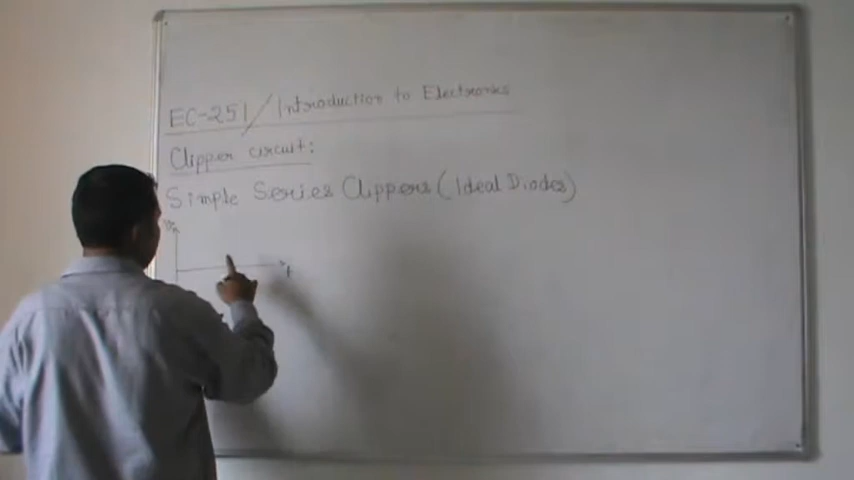 EC-251/Introduction to Electronics
Clipper circuit:
Simple Series Clippers (Ideal Diodes)
t